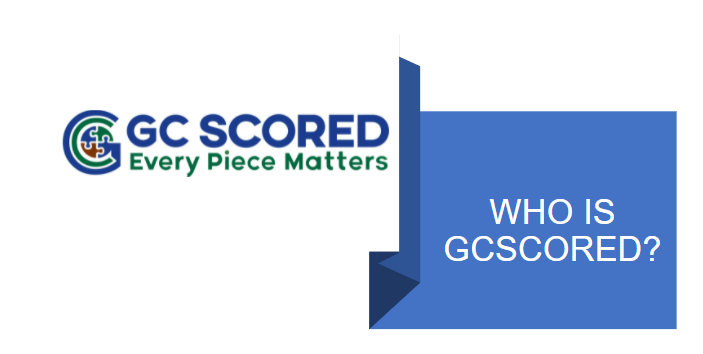 GC SCORED
Every Piece Matters
WHO IS
GCSCORED?